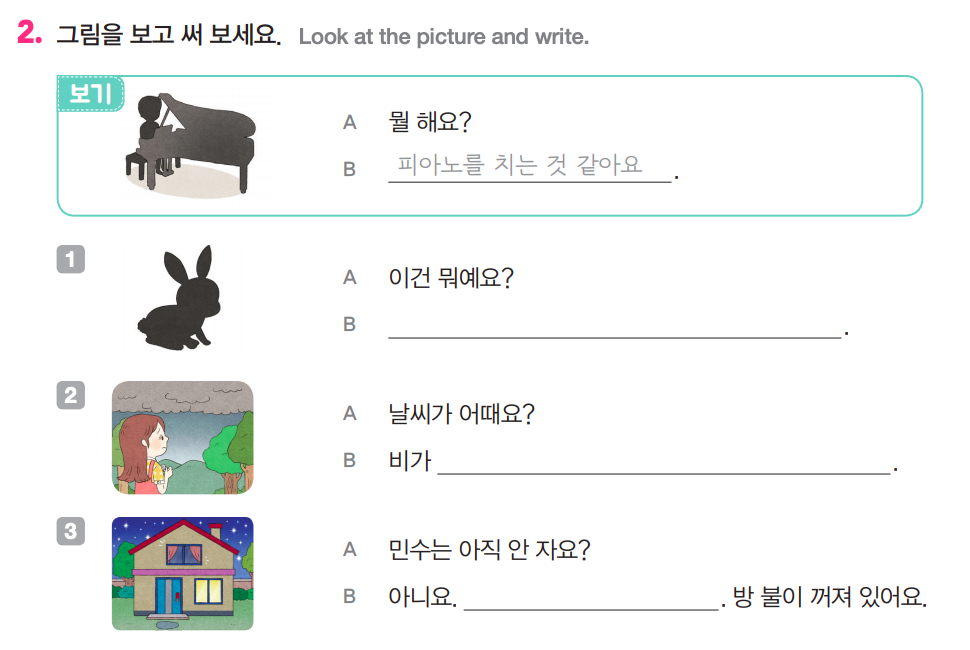 2. 그림을 보고 써 보세요. Look at the picture and write.
보기
A 뭘 해요?
B 피아노를 치는 것 같아요.
1
A 이건 뭐예요?
B .
2
A 날씨가 어때요?
B 비가 .
3
A 민수는 아직 안 자요?
B 아니요. . 방 불이 꺼져 있어요.